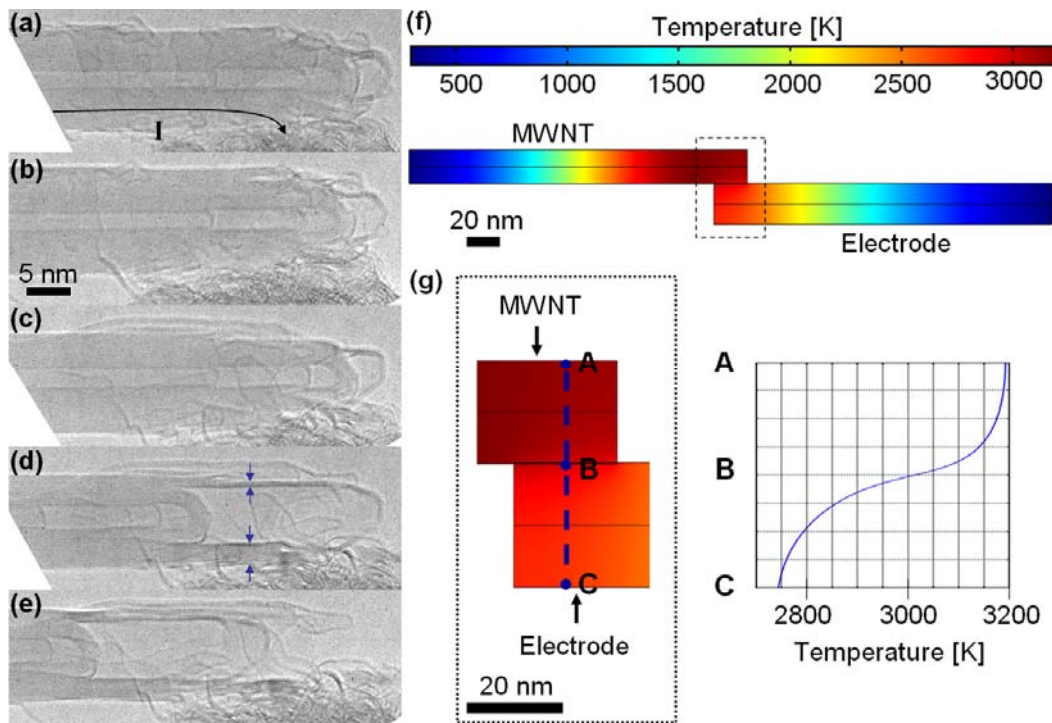 (a)
I
(b)
5 nm
(c)
(d)
(e)
(f)
Temperature [K]
500 1000 1500 2000 2500 3000
MWNT
20 nm
Electrode
(g)
MWNT
A
B
C
Electrode
20 nm
A
B
C
2800 3000 3200
Temperature [K]